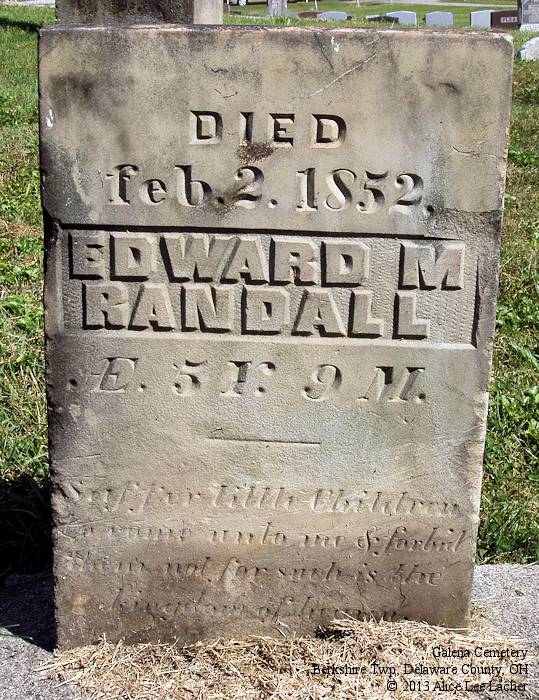 DIED
feb. 2. 1852.
EDWARD M
RANDALL
Æ. 5 Y. 9 M.
Suffer little Children
to come unto me & forbid
them not for such is the
kingdom of heaven
Galena Cemetery
Berkshire Twp, Delaware County, OH
© 2013 Alice Lee Lacher